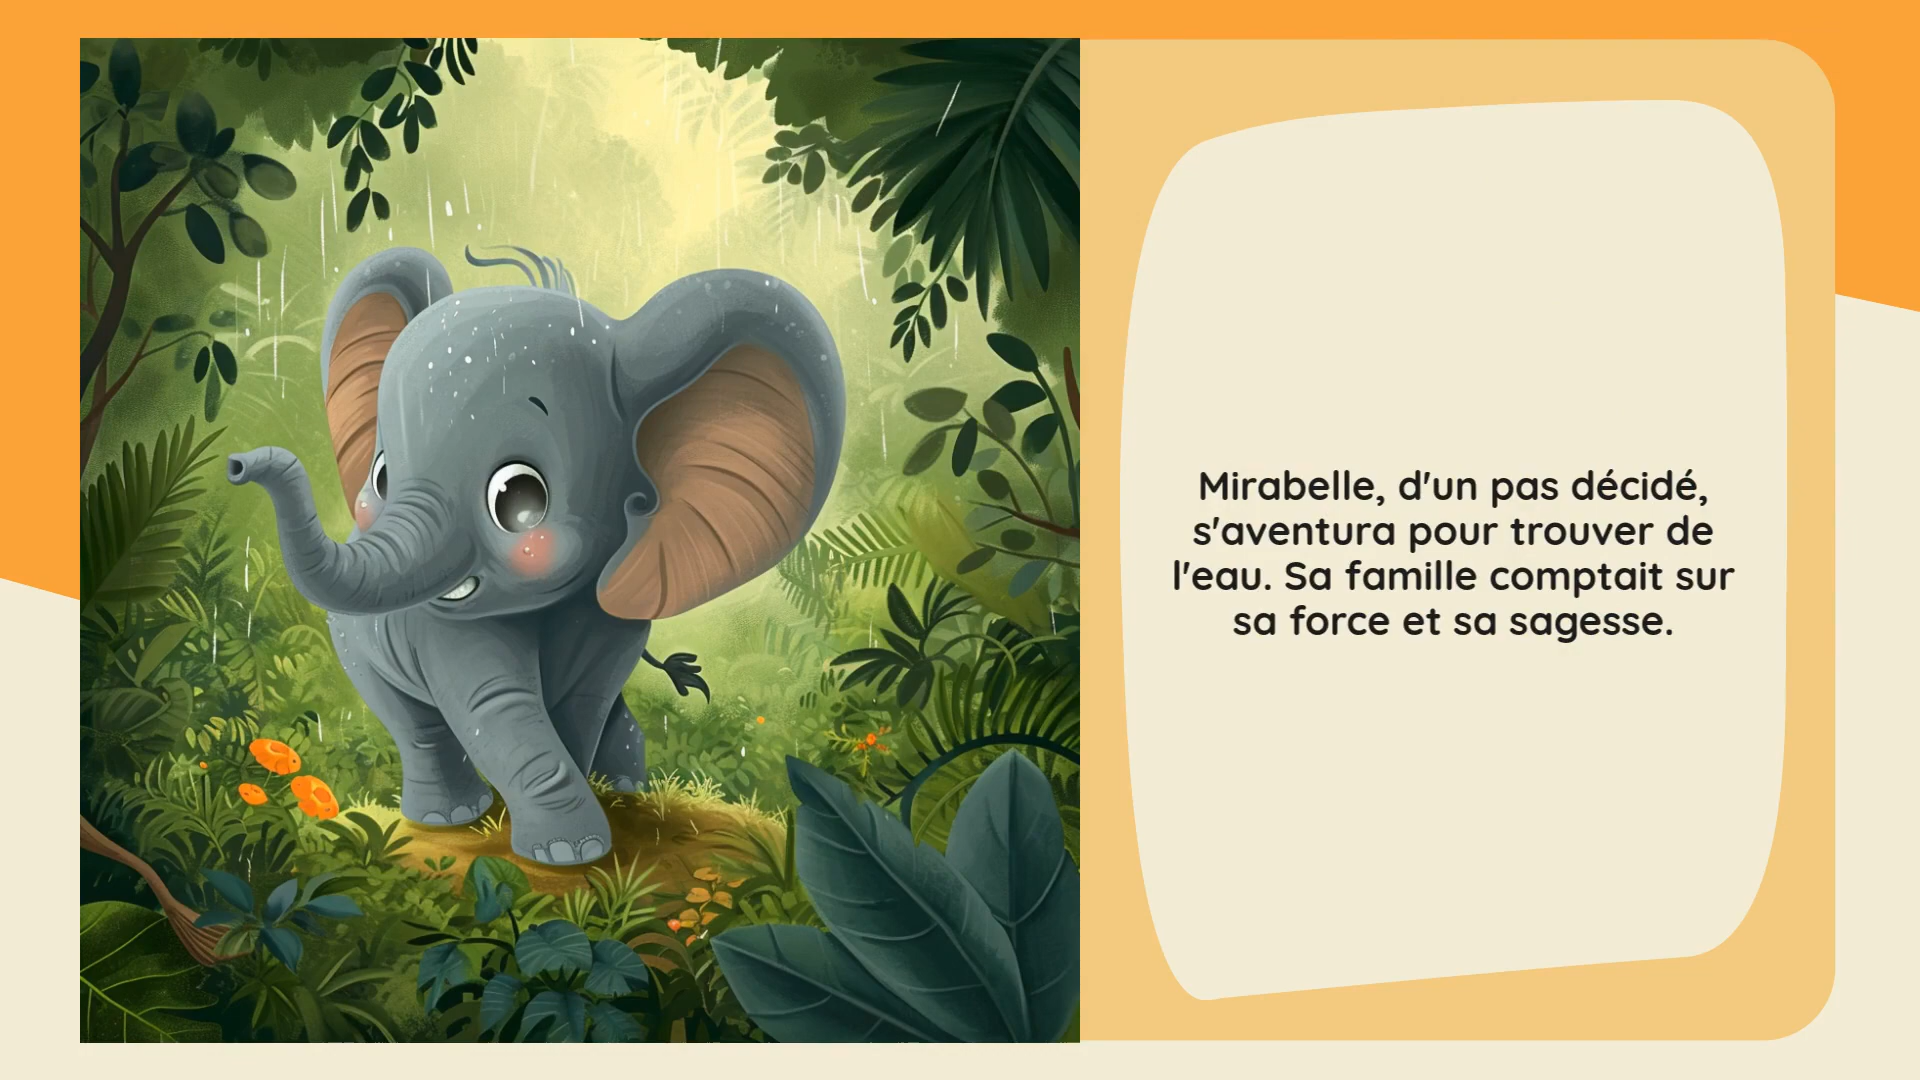 Mirabelle, d'un pas décidé,
s'aventura pour trouver de
l'eau. Sa famille comptait sur
sa force et sa sagesse.